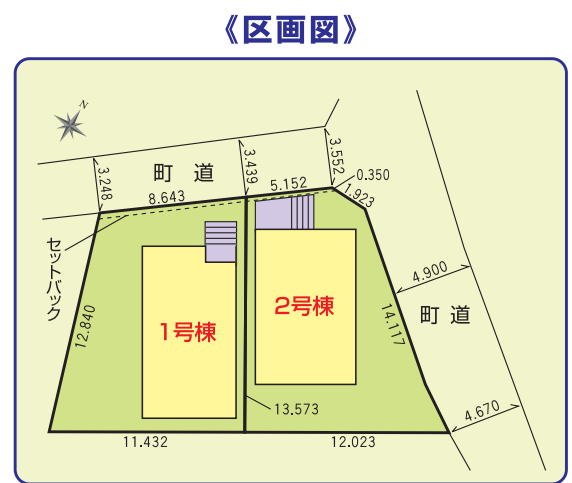 《区画図》
N
町道
3.248
8.643
3.439
5.152
3.552
0.350
1.923
セットバック
12.840
1号棟
2号棟
4.900
町道
14.117
13.573
4.670
11.432
12.023